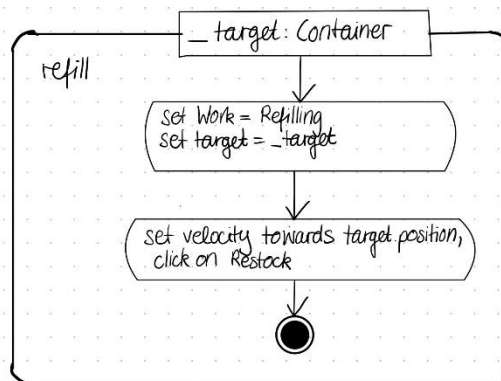 _target: Container
refill
set Work = Refilling
set target = _target
set velocity towards target position,
click on Restock